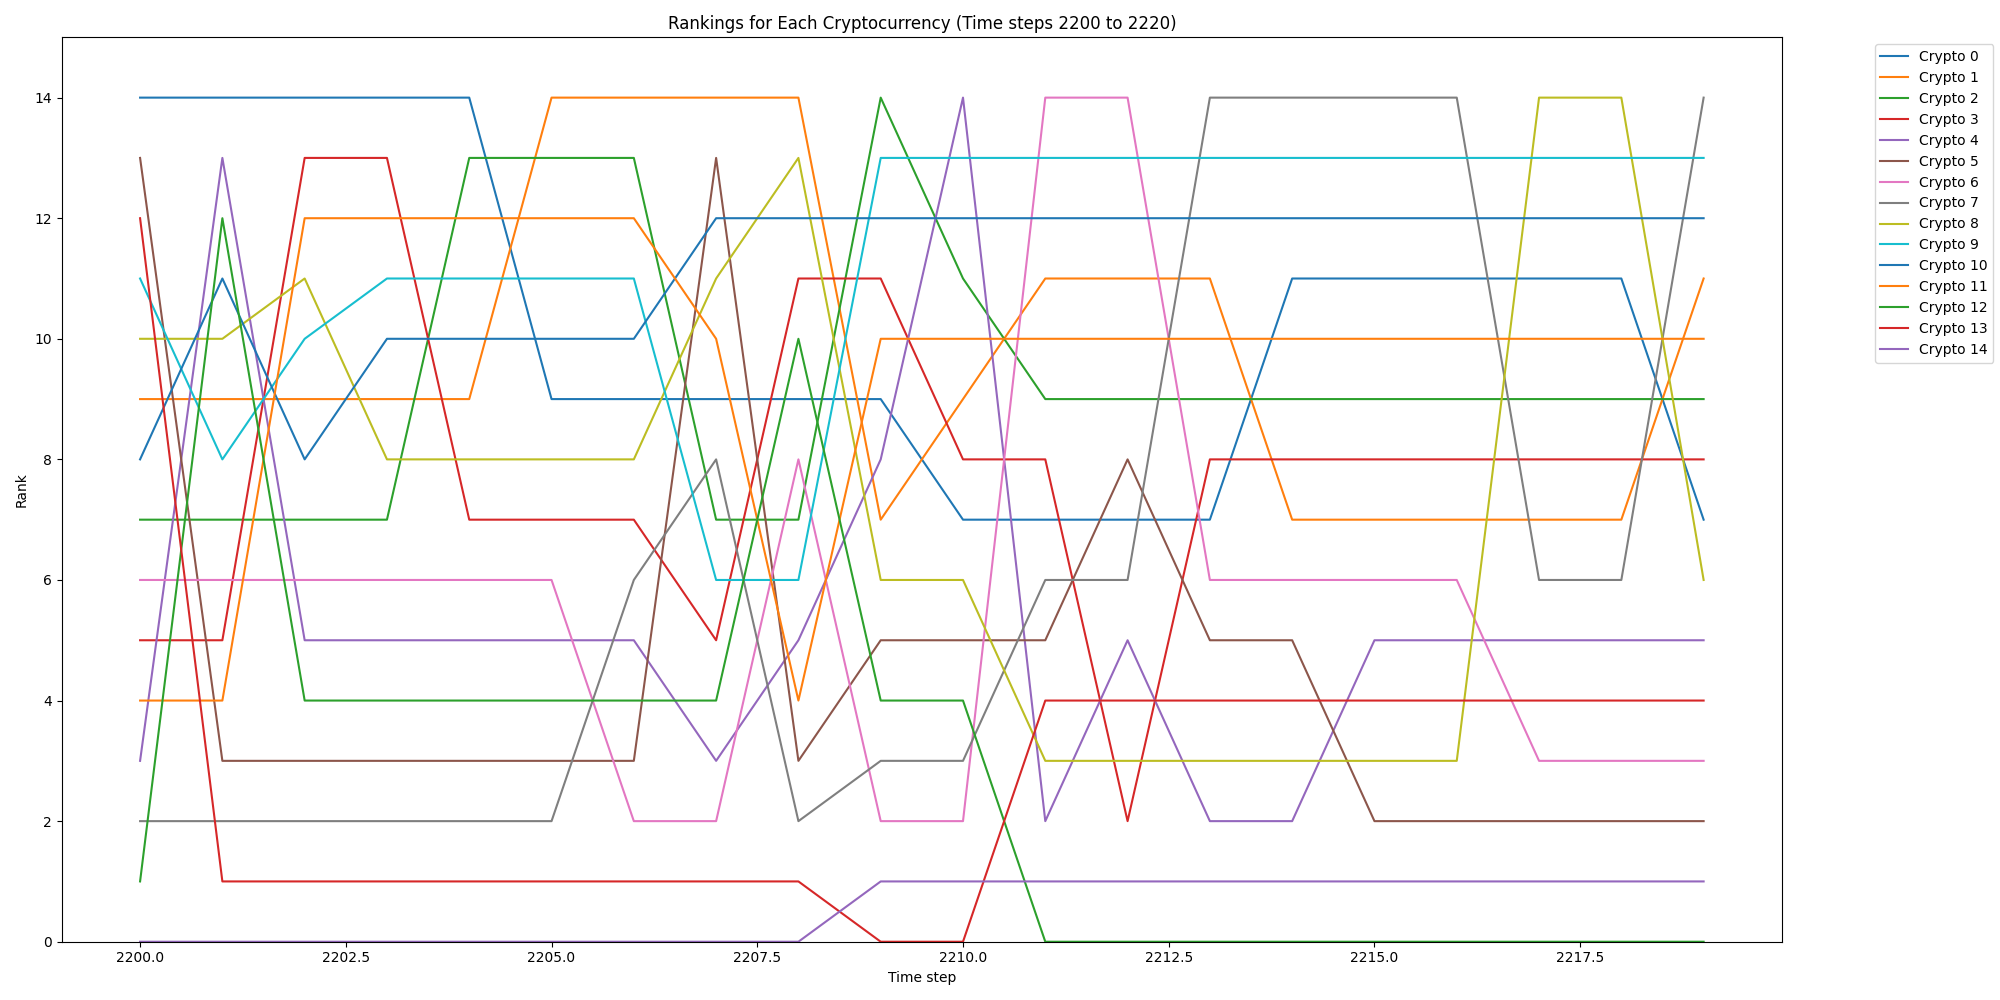 Rankings for Each Cryptocurrency (Time steps 2200 to 2220)
Rank
14
12
10
8
6
4
2
0
2200.0 2202.5 2205.0 2207.5 2210.0 2212.5 2215.0 2217.5
Time step
Crypto 0
Crypto 1
Crypto 2
Crypto 3
Crypto 4
Crypto 5
Crypto 6
Crypto 7
Crypto 8
Crypto 9
Crypto 10
Crypto 11
Crypto 12
Crypto 13
Crypto 14